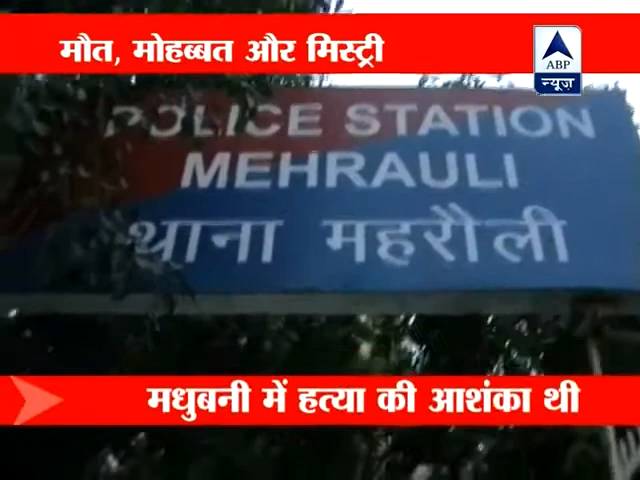 मौत, मोहब्बत और मिस्ट्री
ABP
न्यूज़
POLICE STATION
MEHRAULI
थाना महरौली
मधुबनी में हत्या की आशंका थी